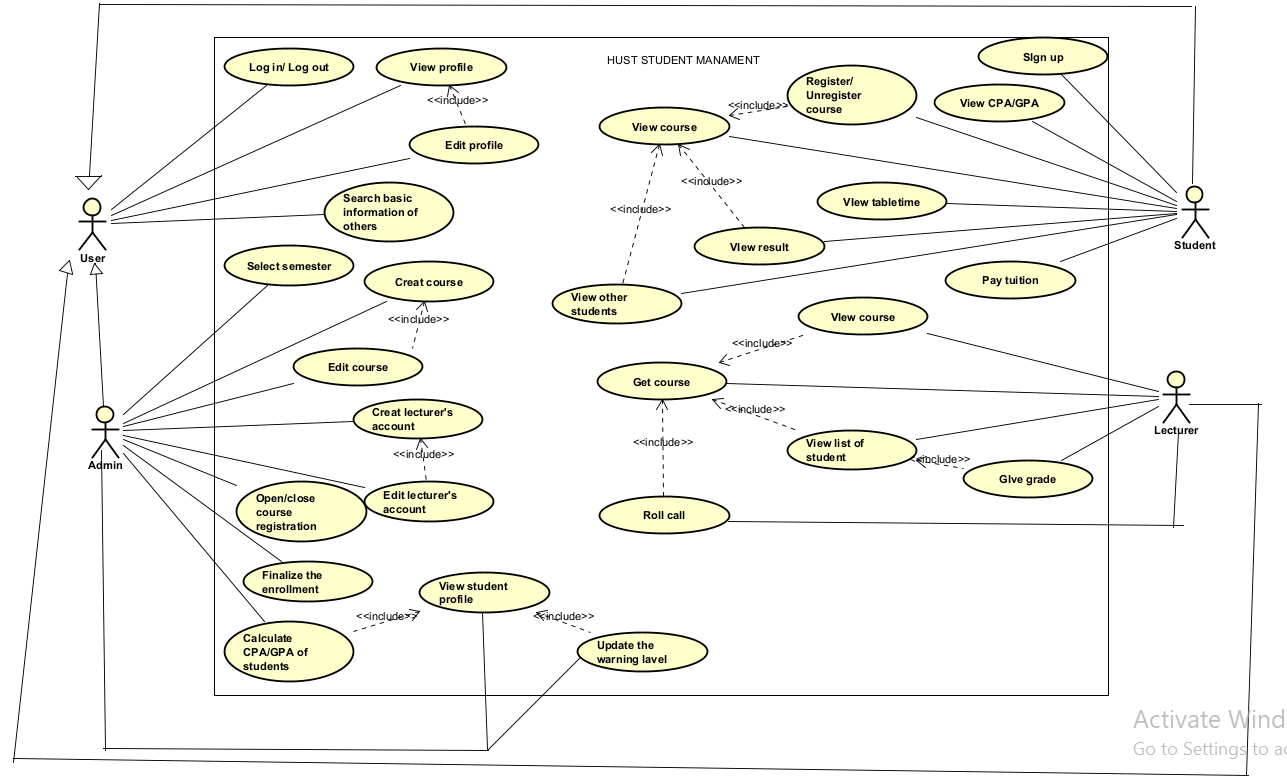 HUST STUDENT MANAMENT
Log in/ Log out
View profile
<<include>>
Edit profile
Search basic
information of
others
Select semester
Creat course
<<include>>
Edit course
Creat lecturer's
account
<<include>>
Edit lecturer's
account
Open/close
course
registration
Finalize the
enrollment
Calculate
CPA/GPA of
students
<<include>>
View student
profile
<<include>>
Update the
warning lavel
User
Admin
View course
<<include>>
Register/
Unregister
course
SIgn up
View CPA/GPA
<<include>>
<<include>>
VIew tabletime
VIew result
View other
students
Pay tuition
Student
VIew course
<<include>>
Get course
<<include>>
View list of
student
<<include>>
GIve grade
<<include>>
Roll call
Lecturer
Activate Wind
Go to Settings to ac